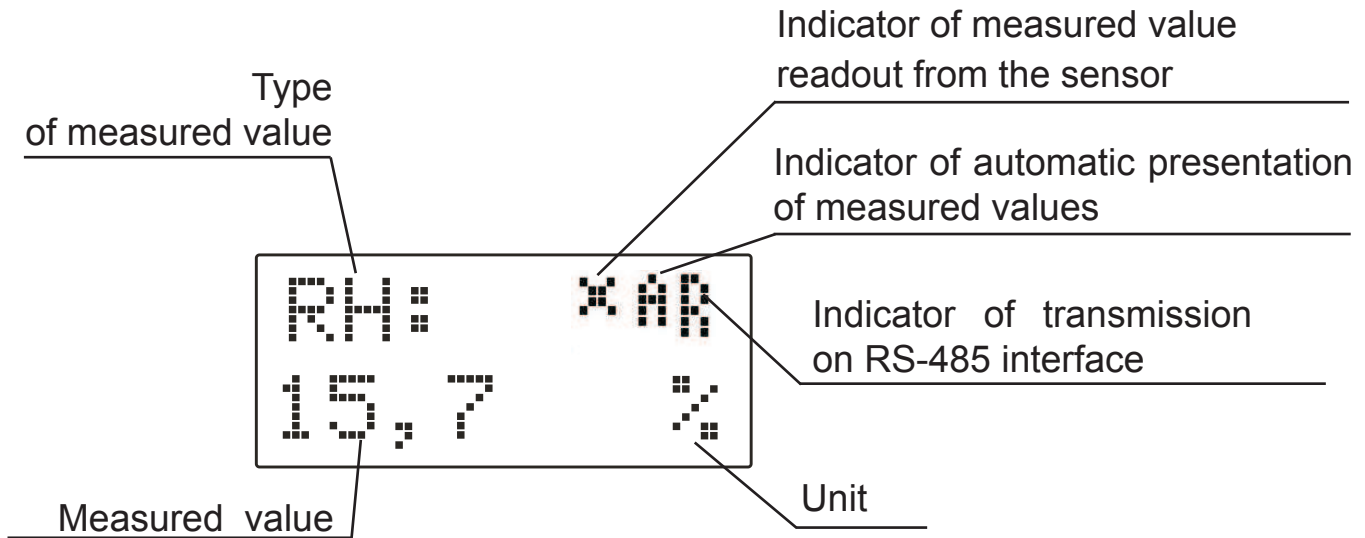 Indicator of measured value
readout from the sensor
Type
of measured value
Indicator of automatic presentation
of measured values
RH: *AR
Indicator of transmission
on RS-485 interface
15,7 %
Unit
Measured value